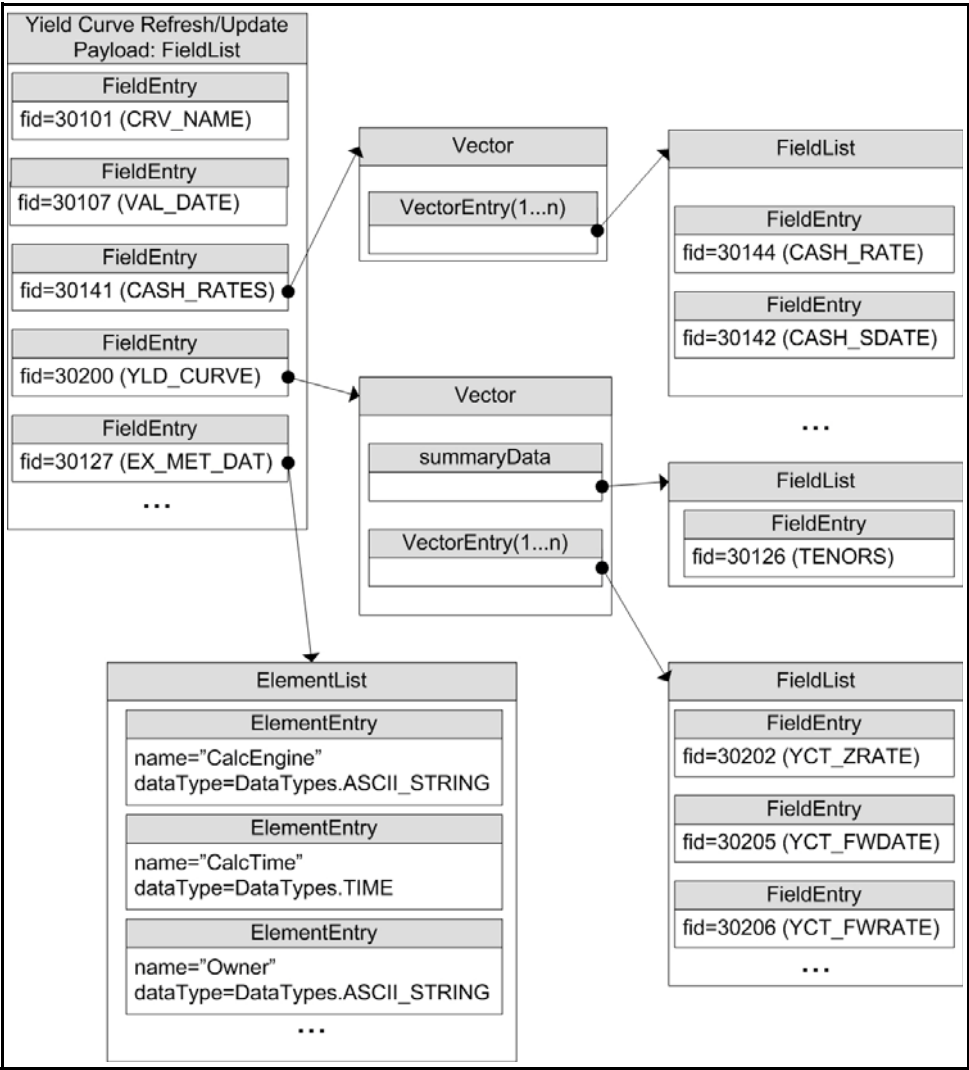 Yield Curve Refresh/Update
Payload: FieldList
FieldEntry
fid=30101 (CRV_NAME)
FieldEntry
fid=30107 (VAL_DATE)
FieldEntry
fid=30141 (CASH_RATES)
FieldEntry
fid=30200 (YLD_CURVE)
FieldEntry
fid=30127 (EX_MET_DAT)
...
Vector
VectorEntry(1...n)
FieldList
FieldEntry
fid=30144 (CASH_RATE)
FieldEntry
fid=30142 (CASH_SDATE)
...
Vector
summaryData
VectorEntry(1...n)
FieldList
FieldEntry
fid=30126 (TENORS)
FieldList
FieldEntry
fid=30202 (YCT_ZRATE)
FieldEntry
fid=30205 (YCT_FWDATE)
FieldEntry
fid=30206 (YCT_FWRATE)
...
ElementList
ElementEntry
name="CalcEngine"
dataType=DataTypes.ASCII_STRING
ElementEntry
name="CalcTime"
dataType=DataTypes.TIME
ElementEntry
name="Owner"
dataType=DataTypes.ASCII_STRING
...